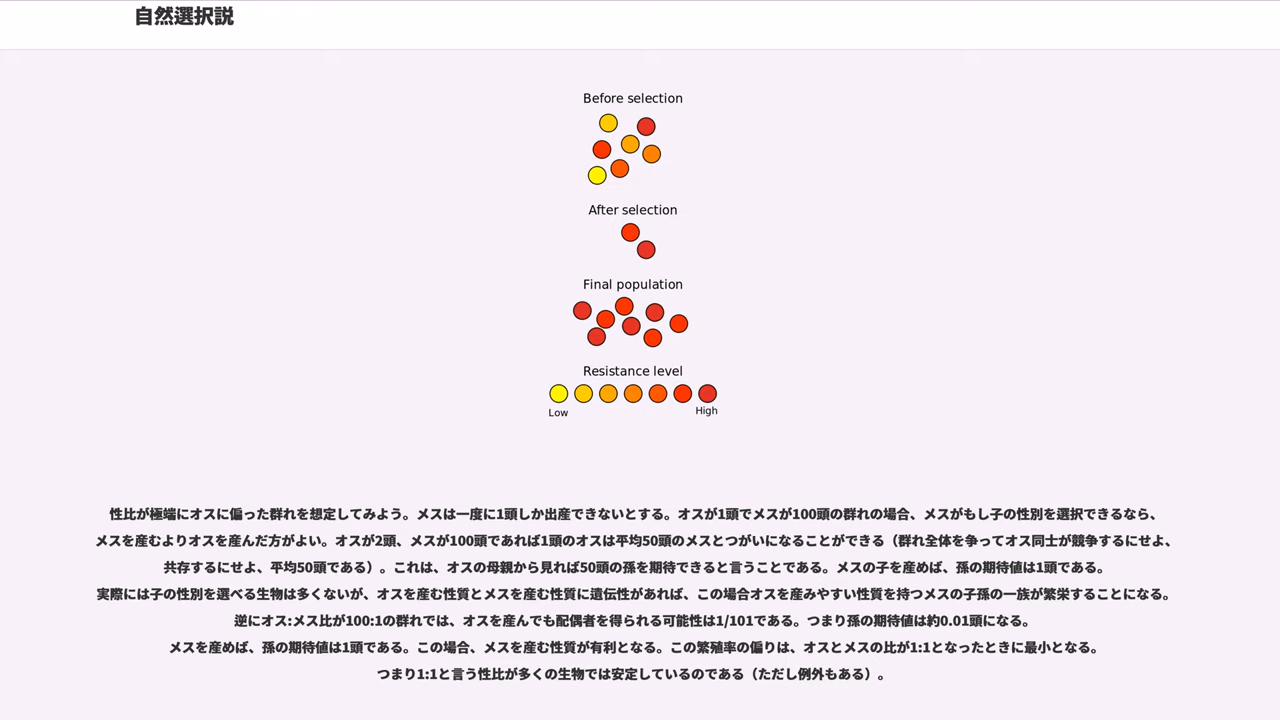 自然選択説
Before selection
After selection
Final population
Resistance level
Low
High
性比が極端にオスに偏った群れを想定してみよう。メスは一度に1頭しか出産できないとする。オスが1頭でメスが100頭の群れの場合、メスがもし子の性別を選択できるなら、
メスを産むよりオスを産んだ方がよい。オスが2頭、メスが100頭であれば1頭のオスは平均50頭のメスとつがいになることができる（群れ全体を争ってオス同士が競争するにせよ、
共存するにせよ、平均50頭である）。これは、オスの母親から見れば50頭の孫を期待できると言うことである。メスの子を産めば、孫の期待値は1頭である。
実際には子の性別を選べる生物は多くないが、オスを産む性質とメスを産む性質に遺伝性があれば、この場合オスを産みやすい性質を持つメスの子孫の一族が繁栄することになる。
逆にオス:メス比が100:1の群れでは、オスを産んでも配偶者を得られる可能性は1/101である。つまり孫の期待値は約0.01頭になる。
メスを産めば、孫の期待値は1頭である。この場合、メスを産む性質が有利となる。この繁殖率の偏りは、オスとメスの比が1:1となったときに最小となる。
つまり1:1と言う性比が多くの生物では安定しているのである（ただし例外もある）。